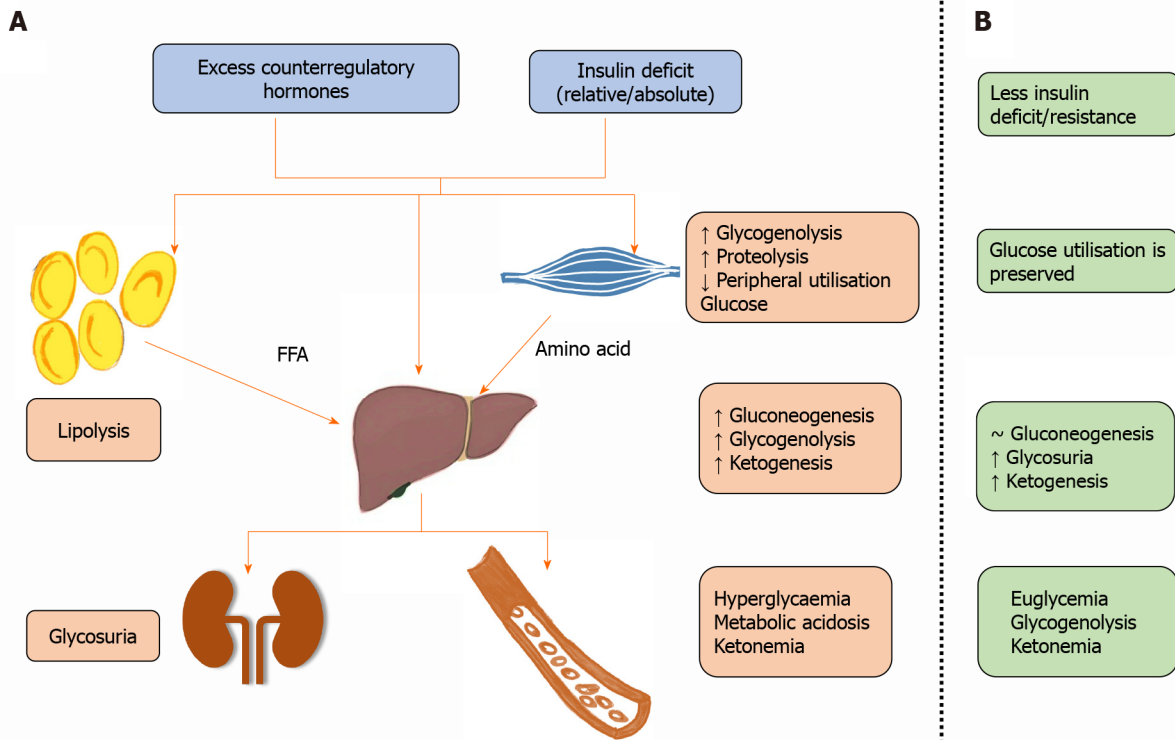 A
Excess counterregulatory
hormones
Insulin deficit
(relative/absolute)
↑ Glycogenolysis
↑ Proteolysis
↓ Peripheral utilisation
Glucose
FFA
Amino acid
Lipolysis
↑ Gluconeogenesis
↑ Glycogenolysis
↑ Ketogenesis
Glycosuria
Hyperglycaemia
Metabolic acidosis
Ketonemia
B
Less insulin
deficit/resistance
Glucose utilisation is
preserved
~ Gluconeogenesis
↑ Glycosuria
↑ Ketogenesis
Euglycemia
Glycogenolysis
Ketonemia